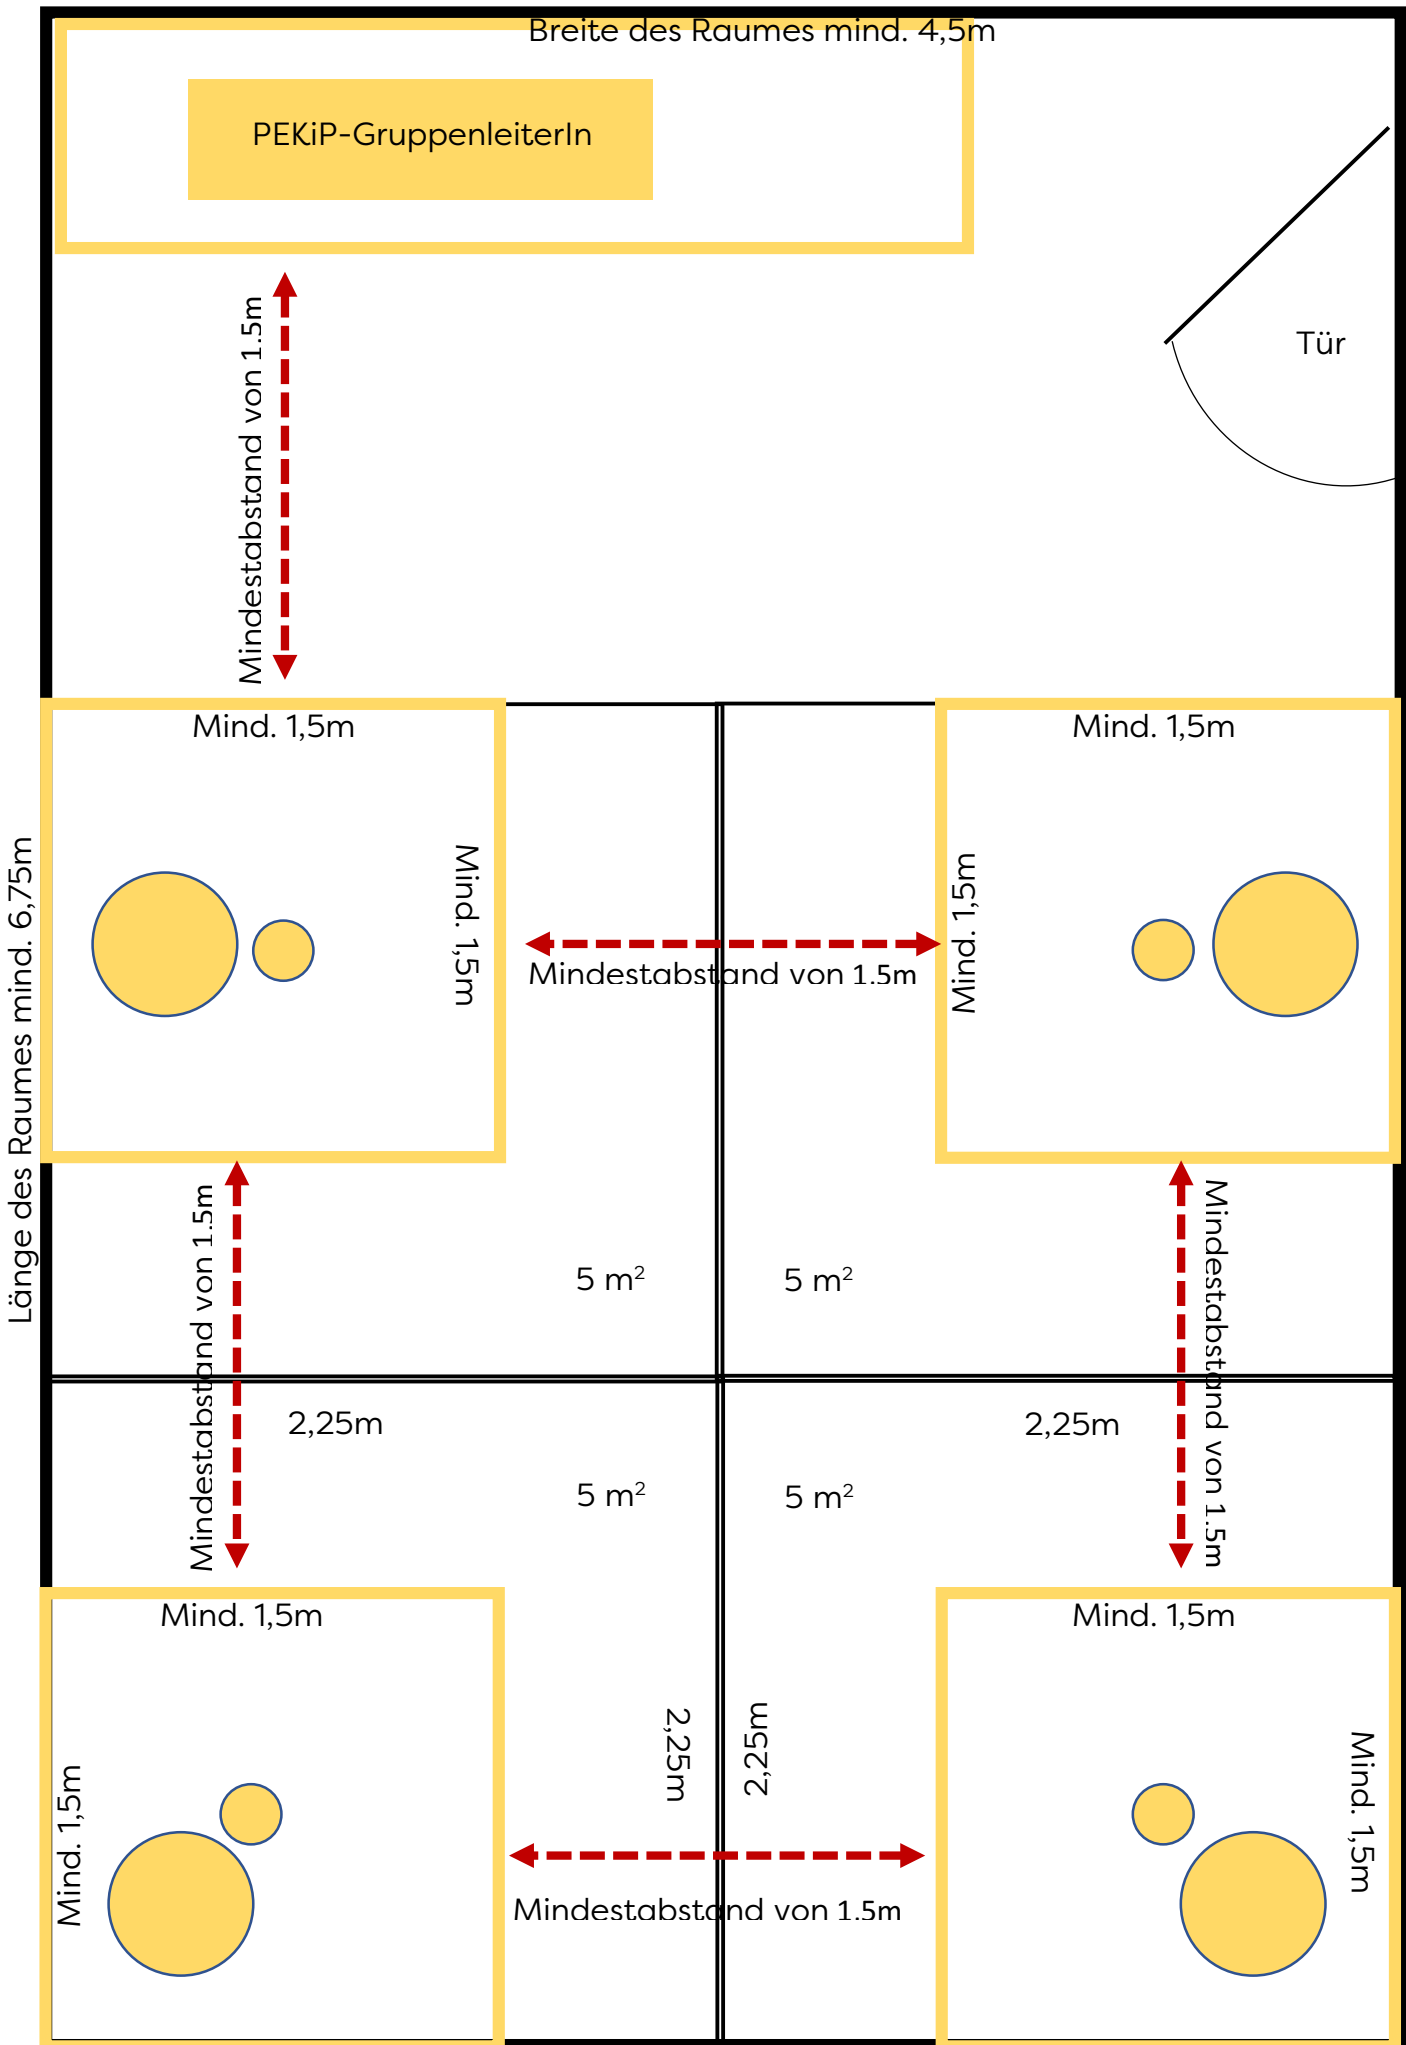 Breite des Raumes mind. 4,5m
PEKiP-GruppenleiterIn
Mindestabstand von 1.5m
Tür
Länge des Raumes mind. 6,75m
Mind. 1,5m
Mind. 1,5m
Mind. 1,5m
Mind. 1,5m
Mindestabstand von 1.5m
Mindestabstand von 1.5m
Mindestabstand von 1.5m
5 m²
5 m²
2,25m
2,25m
5 m²
5 m²
Mind. 1,5m
Mind. 1,5m
2,25m
2,25m
Mind. 1,5m
Mind. 1,5m
Mindestabstand von 1.5m